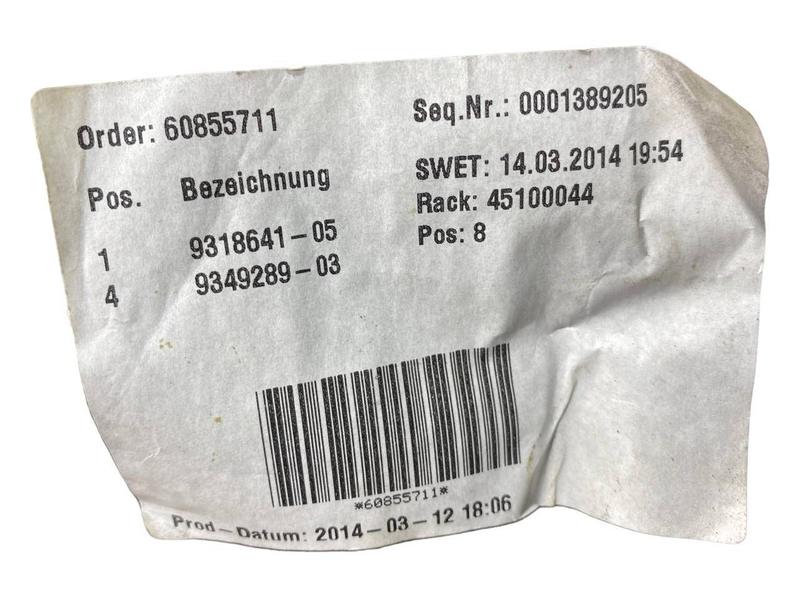 Order: 60855711
Seq.Nr.: 0001389205
Pos. Bezeichnung
SWET: 14.03.2014 19:54
Rack: 45100044
Pos: 8
1 9318641-05
4 9349289-03
*60855711*
Prod-Datum: 2014-03-12 18:06